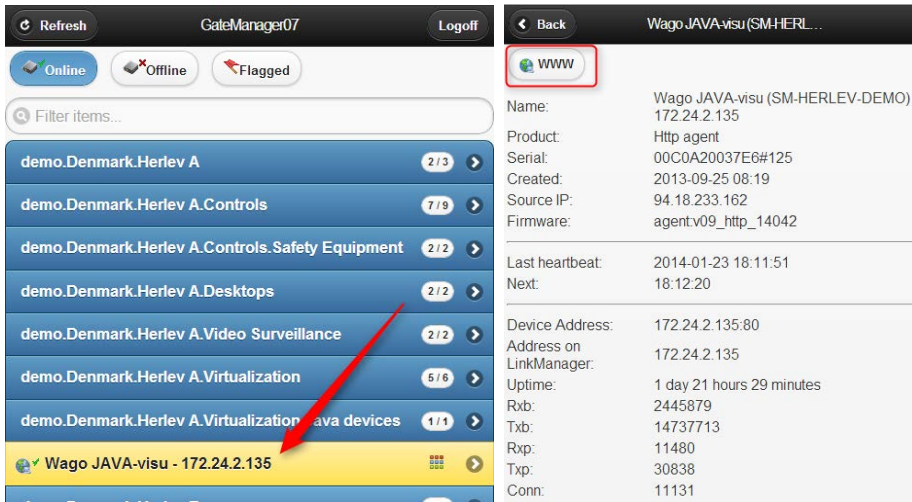 Refresh GateManager07 Logoff
Online Offline Flagged
Filter items...
demo.Denmark.Herlev A 2/3
demo.Denmark.Herlev A.Controls 7/9
demo.Denmark.Herlev A.Controls.Safety Equipment 2/2
demo.Denmark.Herlev A.Desktops 2/2
demo.Denmark.Herlev A.Video Surveillance 2/2
demo.Denmark.Herlev A.Virtualization 5/6
demo.Denmark.Herlev A.Virtualization ava devices 1/1
Wago JAVA-visu - 172.24.2.135
Back Wago JAVA-visu (SM-HERL...
WWW
Name: Wago JAVA-visu (SM-HERLEV-DEMO)
172.24.2.135
Product: Http agent
Serial: 00C0A20037E6#125
Created: 2013-09-25 08:19
Source IP: 94.18.233.162
Firmware: agent:v09_http_14042
Last heartbeat: 2014-01-23 18:11:51
Next: 18:12:20
Device Address: 172.24.2.135:80
Address on
LinkManager: 172.24.2.135
Uptime: 1 day 21 hours 29 minutes
Rxb: 2445879
Txb: 14737713
Rxp: 11480
Txp: 30838
Conn: 11131